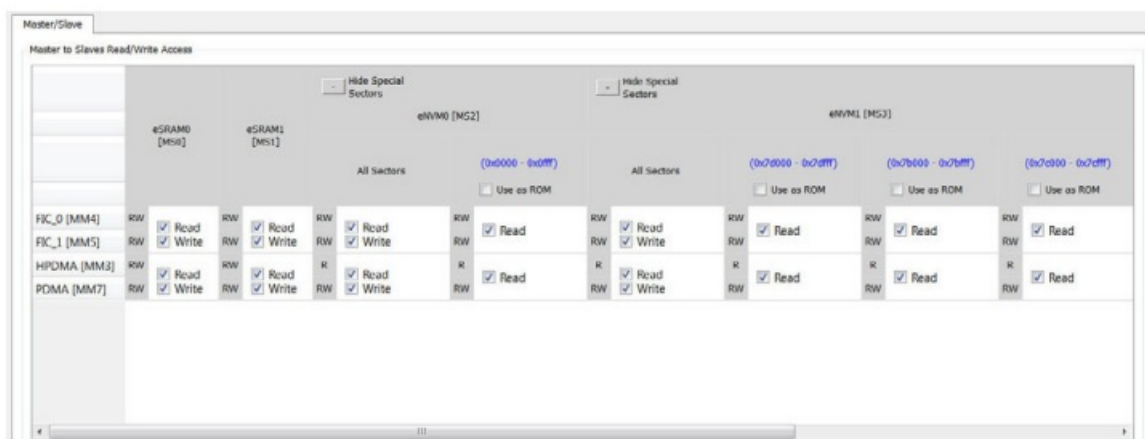 Master/Slave
Master to Slaves Read/Write Access
- Hide Special Sectors
- Hide Special Sectors
eNVM0 [MS2]
eNVM1 [MS3]
eSRAM0 [MS0]
eSRAM1 [MS1]
All Sectors
(0x0000 - 0x0fff)
All Sectors
(0x7d000 - 0x7dfff)
(0x7b000 - 0x7bfff)
(0x7c000 - 0x7cfff)
Use as ROM
Use as ROM
Use as ROM
Use as ROM
FIC_0 [MM4] RW Read RW Read RW Read RW Read RW Read RW Read RW Read RW Read
FIC_1 [MM5] RW Write RW Write RW Write RW RW Write RW RW RW
HPDMA [MM3] RW Read RW Read R Read R Read R Read R Read R Read R Read
PDMA [MM7] RW Write RW Write RW Write RW RW Write RW RW RW